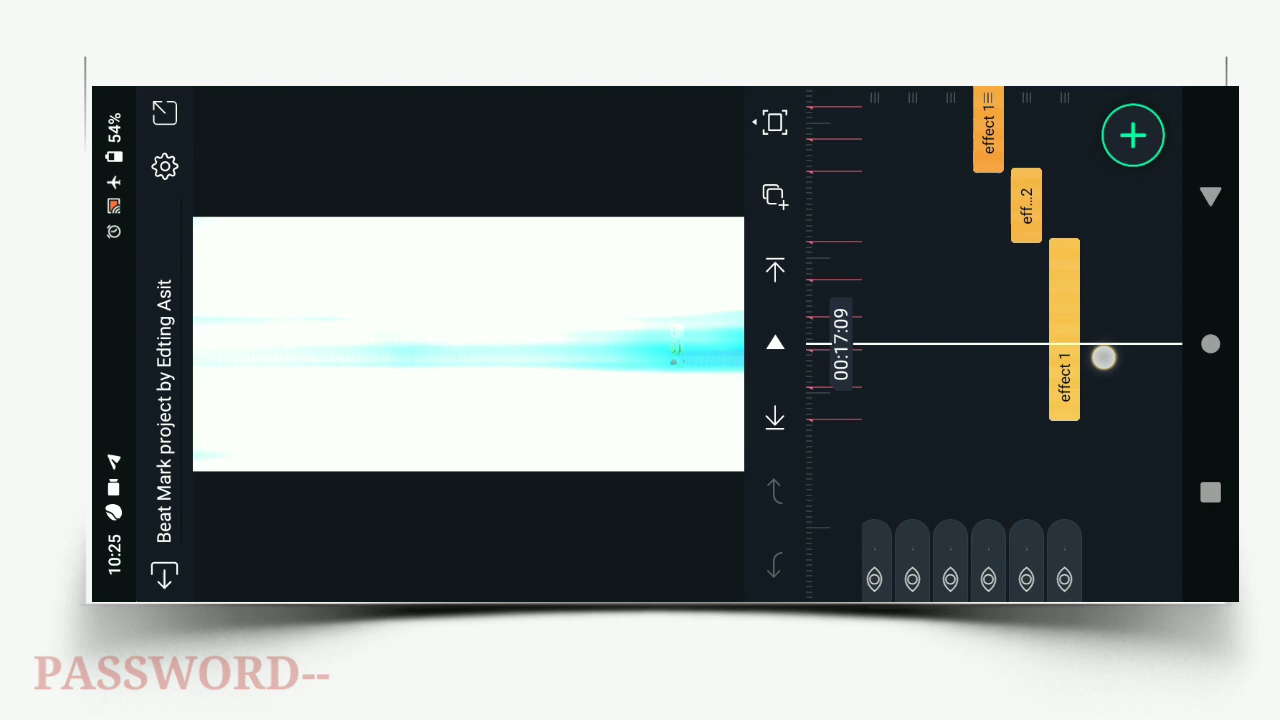 10:25 54%
Beat Mark project by Edting Asit
00:17:09
effect 1
eff...2
effect 1
PASSWORD--